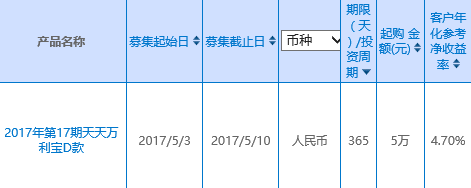 产品名称
募集起始日
募集截止日
币种
期限
（天
）/投
资周
期
起购 金
额(元)
客户年
化参考
净收益
率
2017年第17期天天万
利宝D款
2017/5/3
2017/5/10
人民币
365
5万
4.70%